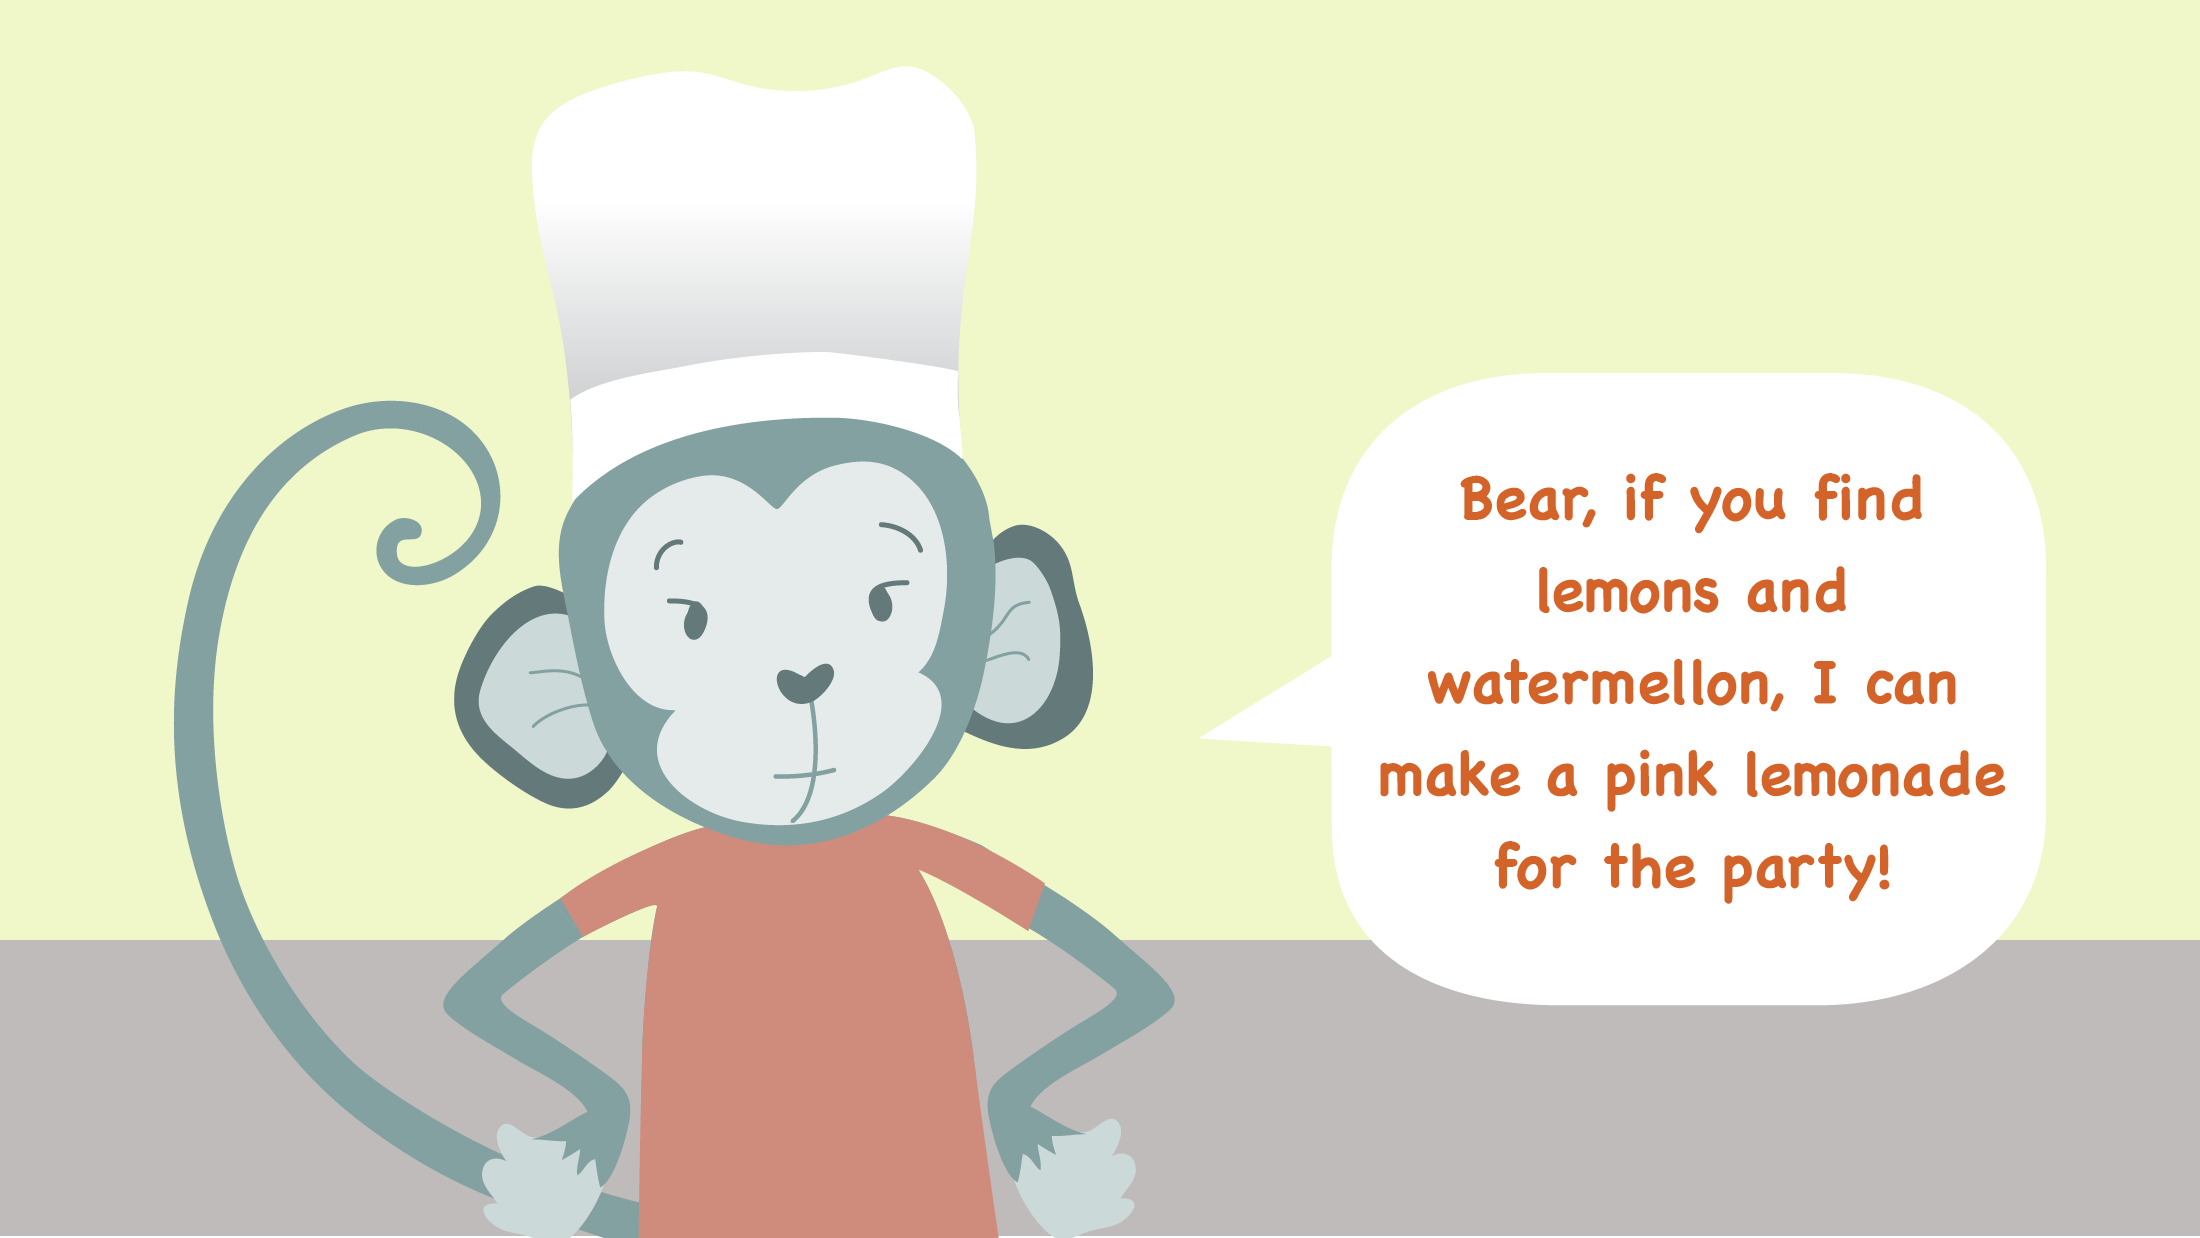 Bear, if you find
lemons and
watermellon, I can
make a pink lemonade
for the party!